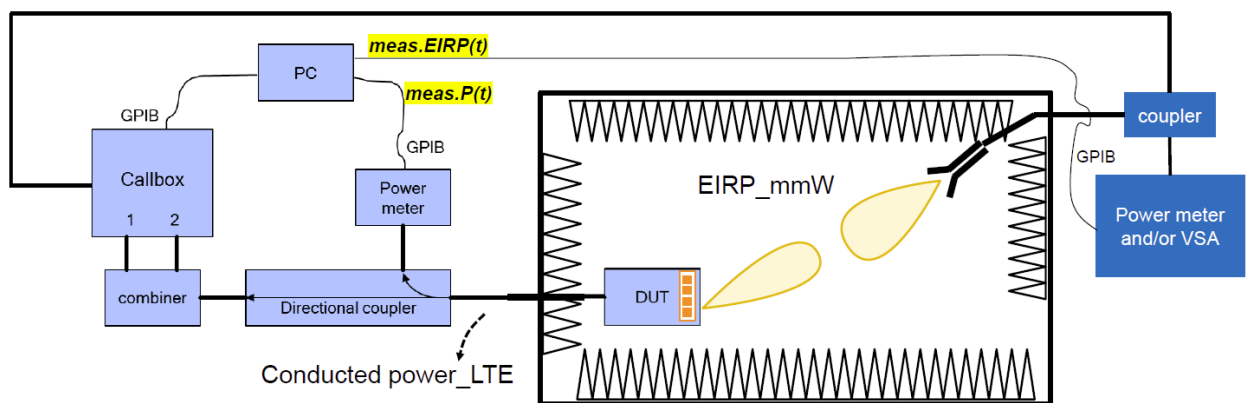 meas.EIRP(t)
PC
meas.P(t)
GPIB
coupler
GPIB
GPIB
Callbox
1 2
Power
meter
EIRP_mmW
Power meter
and/or VSA
combiner
Directional coupler
DUT
Conducted power_LTE